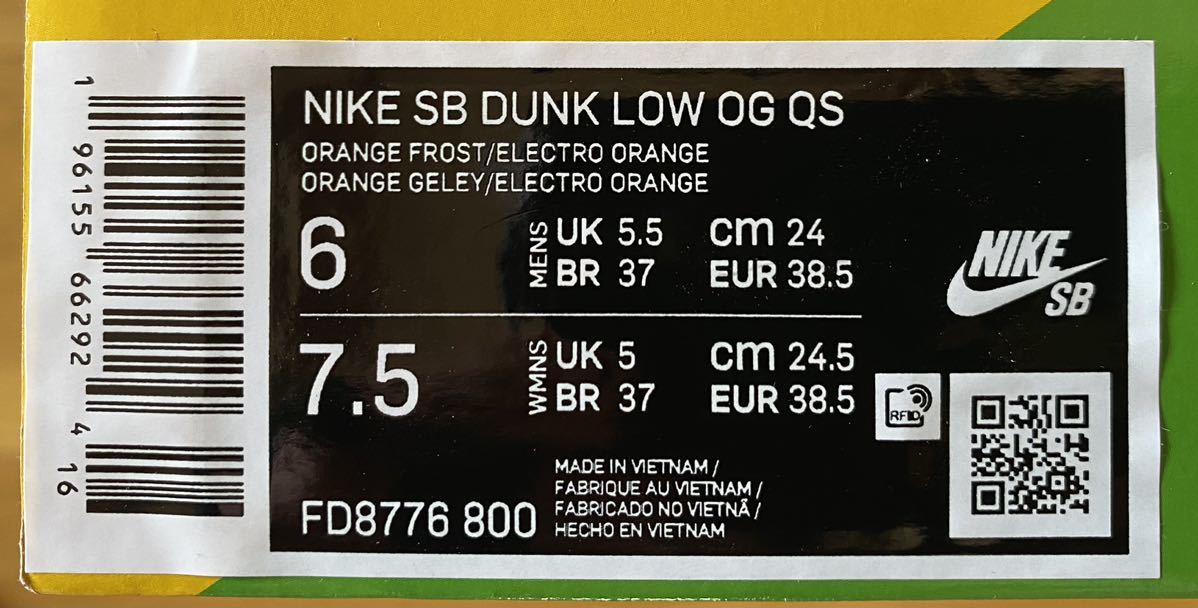 NIKE SB DUNK LOW OG QS
ORANGE FROST/ELECTRO ORANGE
ORANGE GELEY/ELECTRO ORANGE
6 MENS UK 5.5 cm 24
BR 37 EUR 38.5
7.5 WMNS UK 5 cm 24.5
BR 37 EUR 38.5
NIKE
SB
RFID
FD8776 800
MADE IN VIETNAM /
FABRIQUE AU VIETNAM /
FABRICADO NO VIETNÃ /
HECHO EN VIETNAM
1 96155 66292 4 16